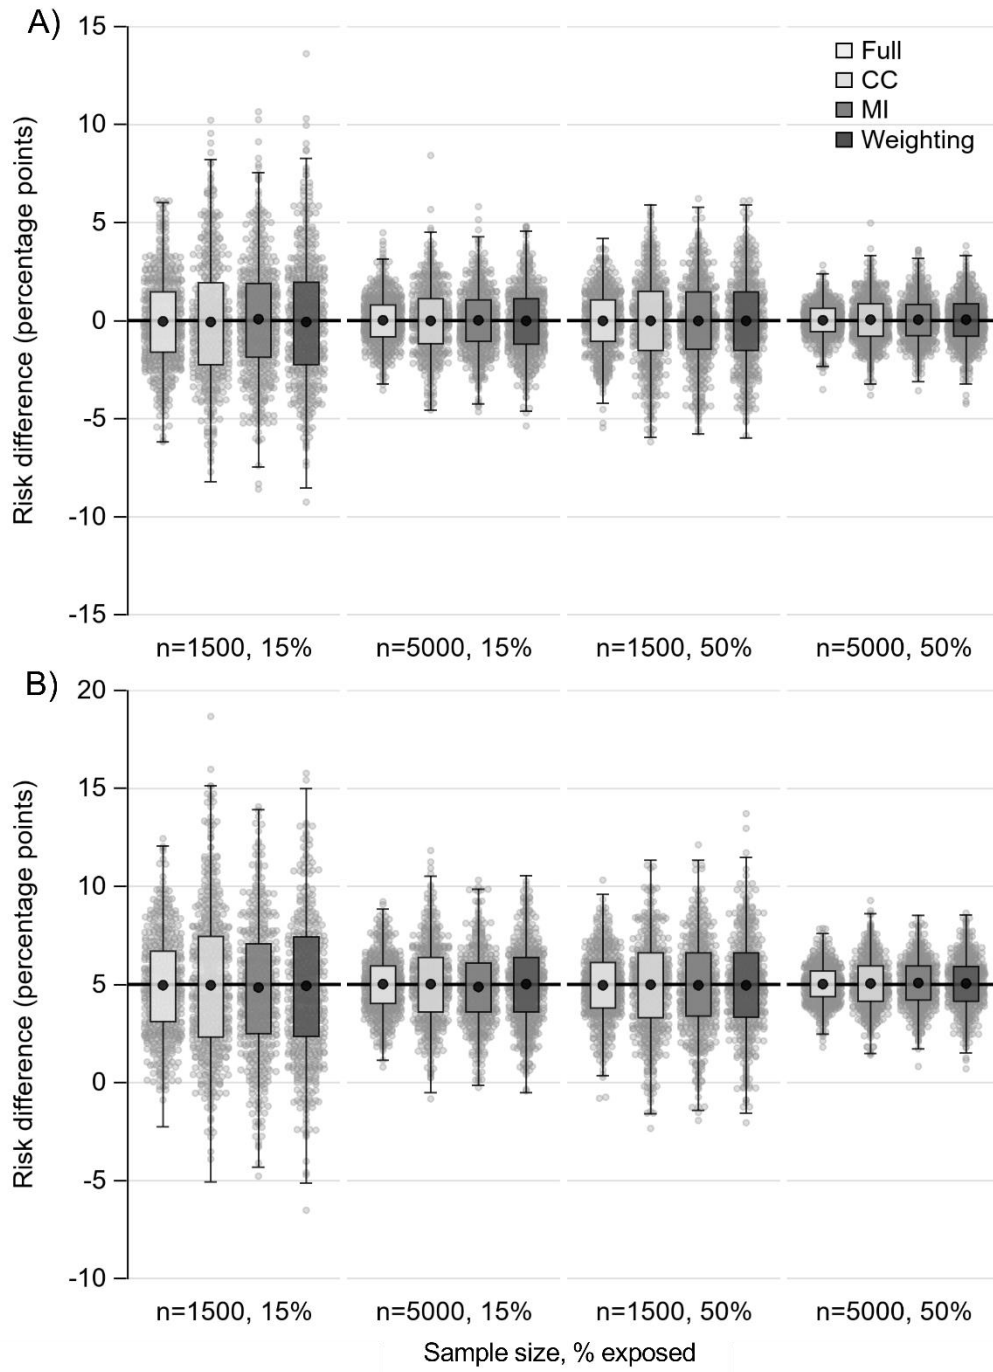 A)
15
10
5
0
-5
-10
-15
Risk difference (percentage points)
Full
CC
MI
Weighting
n=1500, 15%
n=5000, 15%
n=1500, 50%
n=5000, 50%
B)
20
15
10
5
0
-5
-10
Risk difference (percentage points)
n=1500, 15%
n=5000, 15%
n=1500, 50%
n=5000, 50%
Sample size, % exposed